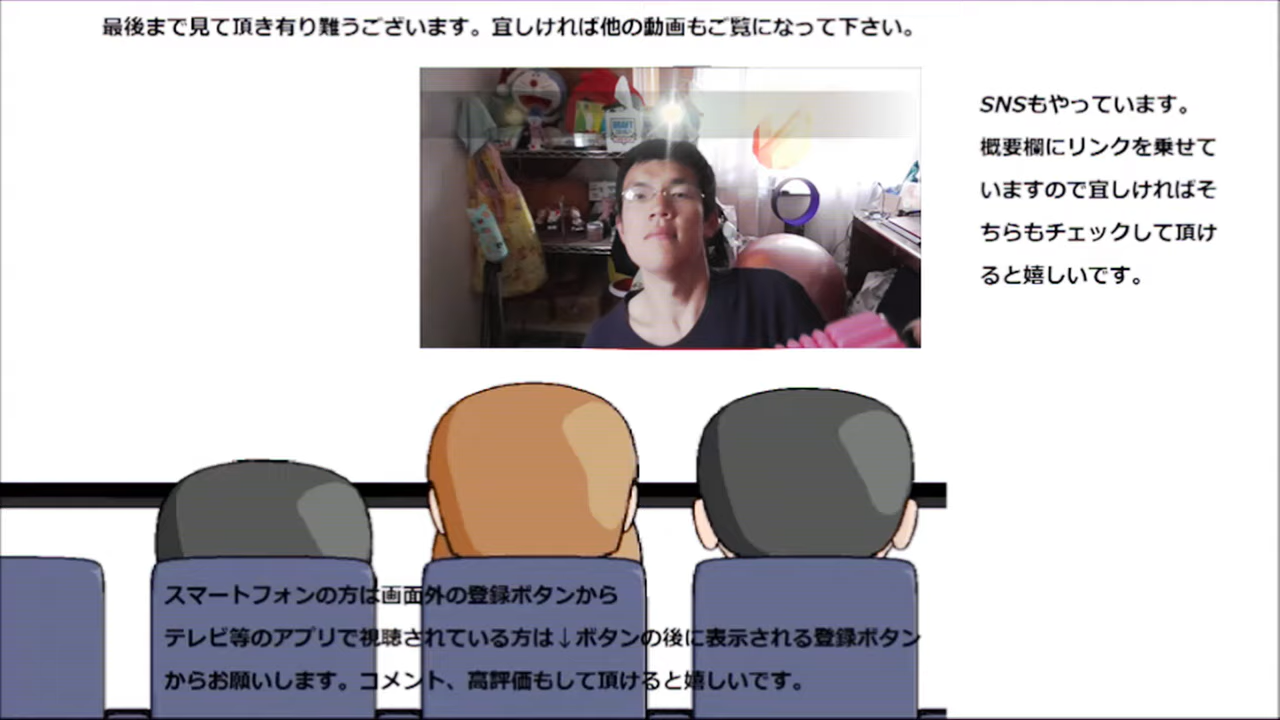 最後まで見て頂き有り難うございます。宜しければ他の動画もご覧になって下さい。
SNSもやっています。
概要欄にリンクを乗せて
いますので宜しければそ
ちらもチェックして頂け
ると嬉しいです。
スマートフォンの方は画面外の登録ボタンから
テレビ等のアプリで視聴されている方は↓ボタンの後に表示される登録ボタン
からお願いします。コメント、高評価もして頂けると嬉しいです。